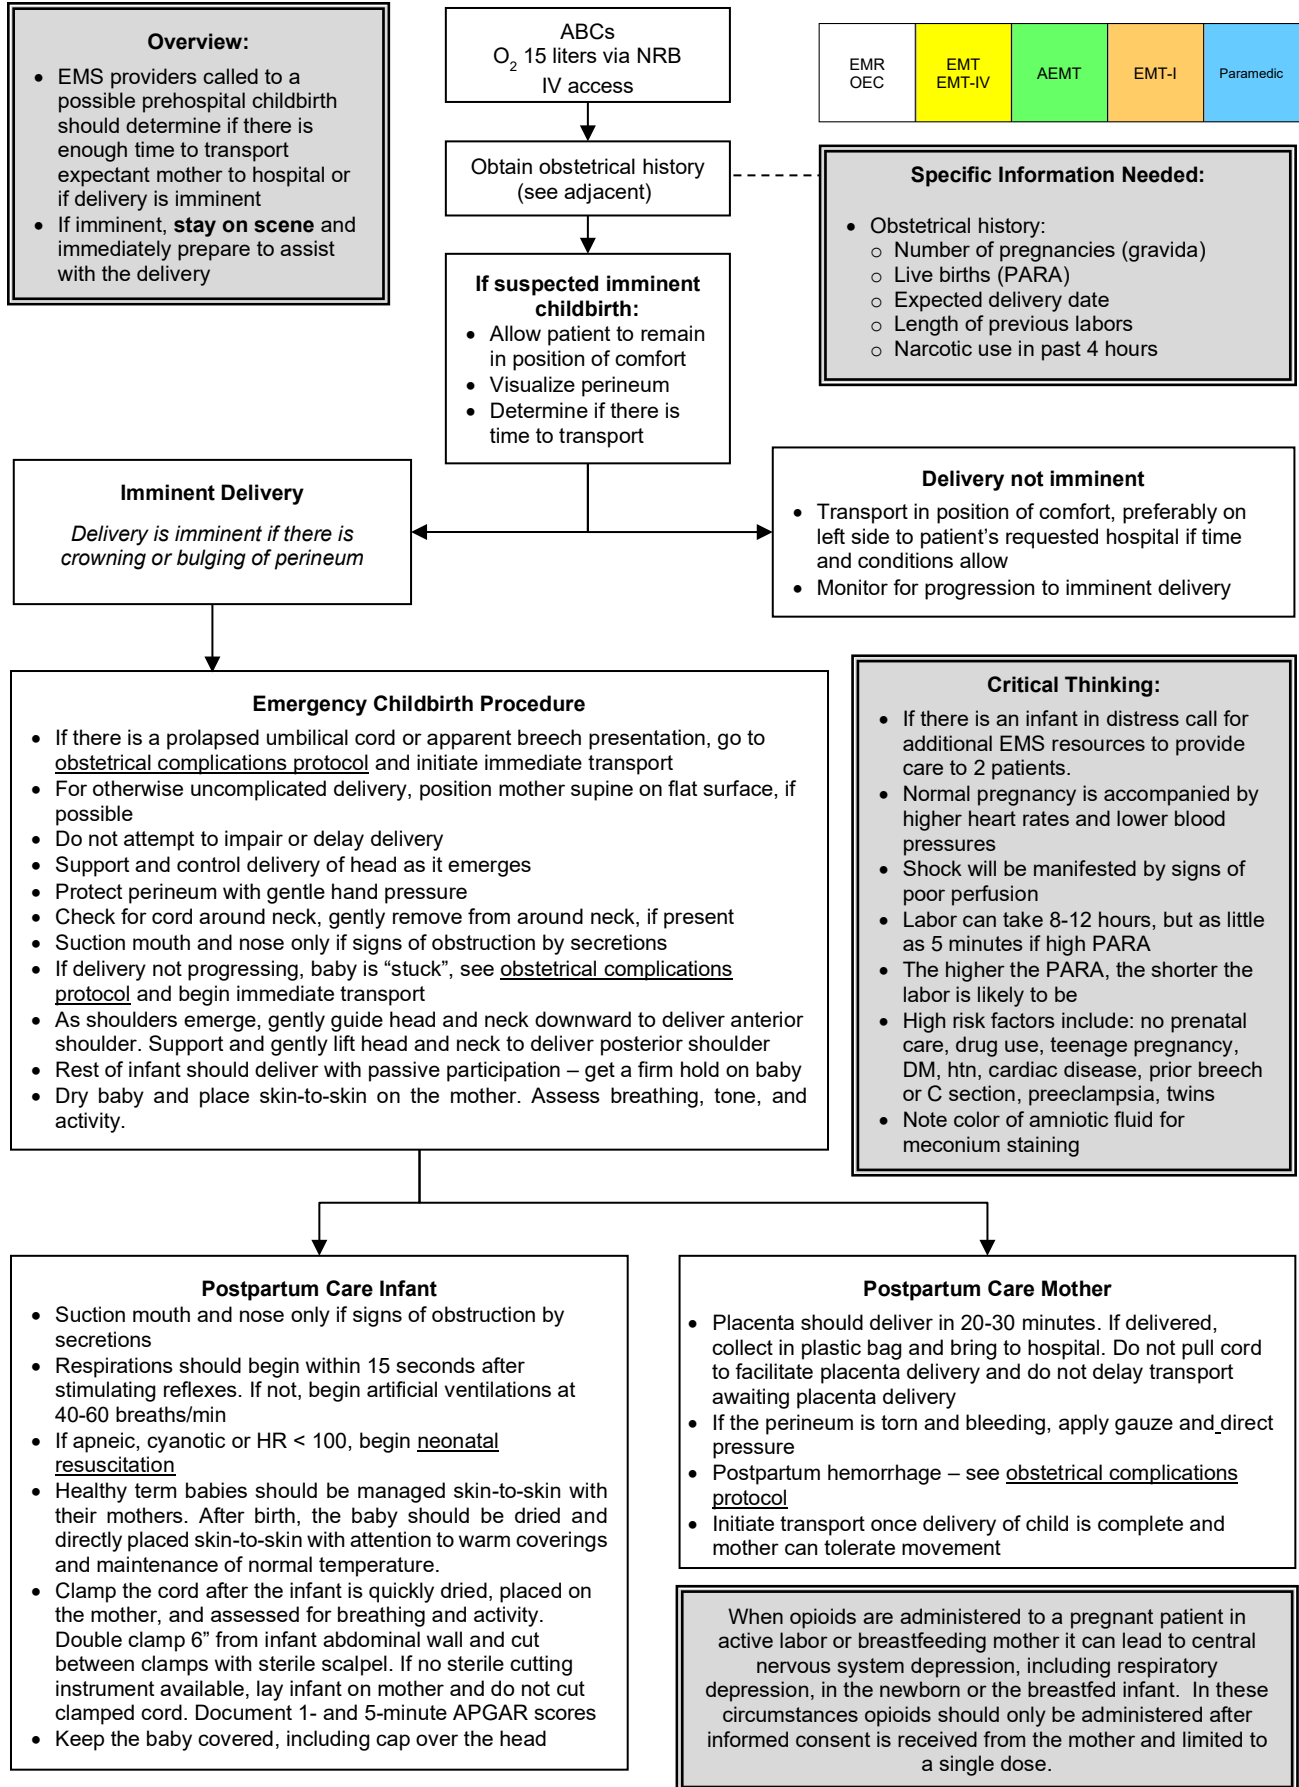 Overview:
• EMS providers called to a
possible prehospital childbirth
should determine if there is
enough time to transport
expectant mother to hospital or
if delivery is imminent
• If imminent, stay on scene and
immediately prepare to assist
with the delivery
ABCs
O2 15 liters via NRB
IV access
EMR
OEC
EMT
EMT-IV
AEMT
EMT-I
Paramedic
Obtain obstetrical history
(see adjacent)
Specific Information Needed:
• Obstetrical history:
o Number of pregnancies (gravida)
o Live births (PARA)
o Expected delivery date
o Length of previous labors
o Narcotic use in past 4 hours
If suspected imminent
childbirth:
• Allow patient to remain
in position of comfort
• Visualize perineum
• Determine if there is
time to transport
Imminent Delivery
Delivery is imminent if there is
crowning or bulging of perineum
Delivery not imminent
• Transport in position of comfort, preferably on
left side to patient’s requested hospital if time
and conditions allow
• Monitor for progression to imminent delivery
Emergency Childbirth Procedure
• If there is a prolapsed umbilical cord or apparent breech presentation, go to
obstetrical complications protocol and initiate immediate transport
• For otherwise uncomplicated delivery, position mother supine on flat surface, if
possible
• Do not attempt to impair or delay delivery
• Support and control delivery of head as it emerges
• Protect perineum with gentle hand pressure
• Check for cord around neck, gently remove from around neck, if present
• Suction mouth and nose only if signs of obstruction by secretions
• If delivery not progressing, baby is “stuck”, see obstetrical complications
protocol and begin immediate transport
• As shoulders emerge, gently guide head and neck downward to deliver anterior
shoulder. Support and gently lift head and neck to deliver posterior shoulder
• Rest of infant should deliver with passive participation – get a firm hold on baby
• Dry baby and place skin-to-skin on the mother. Assess breathing, tone, and
activity.
Critical Thinking:
• If there is an infant in distress call for
additional EMS resources to provide
care to 2 patients.
• Normal pregnancy is accompanied by
higher heart rates and lower blood
pressures
• Shock will be manifested by signs of
poor perfusion
• Labor can take 8-12 hours, but as little
as 5 minutes if high PARA
• The higher the PARA, the shorter the
labor is likely to be
• High risk factors include: no prenatal
care, drug use, teenage pregnancy,
DM, htn, cardiac disease, prior breech
or C section, preeclampsia, twins
• Note color of amniotic fluid for
meconium staining
Postpartum Care Infant
• Suction mouth and nose only if signs of obstruction by
secretions
• Respirations should begin within 15 seconds after
stimulating reflexes. If not, begin artificial ventilations at
40-60 breaths/min
• If apneic, cyanotic or HR < 100, begin neonatal
resuscitation
• Healthy term babies should be managed skin-to-skin with
their mothers. After birth, the baby should be dried and
directly placed skin-to-skin with attention to warm coverings
and maintenance of normal temperature.
• Clamp the cord after the infant is quickly dried, placed on
the mother, and assessed for breathing and activity.
Double clamp 6” from infant abdominal wall and cut
between clamps with sterile scalpel. If no sterile cutting
instrument available, lay infant on mother and do not cut
clamped cord. Document 1- and 5-minute APGAR scores
• Keep the baby covered, including cap over the head
Postpartum Care Mother
• Placenta should deliver in 20-30 minutes. If delivered,
collect in plastic bag and bring to hospital. Do not pull cord
to facilitate placenta delivery and do not delay transport
awaiting placenta delivery
• If the perineum is torn and bleeding, apply gauze and direct
pressure
• Postpartum hemorrhage – see obstetrical complications
protocol
• Initiate transport once delivery of child is complete and
mother can tolerate movement
When opioids are administered to a pregnant patient in
active labor or breastfeeding mother it can lead to central
nervous system depression, including respiratory
depression, in the newborn or the breastfed infant. In these
circumstances opioids should only be administered after
informed consent is received from the mother and limited to
a single dose.